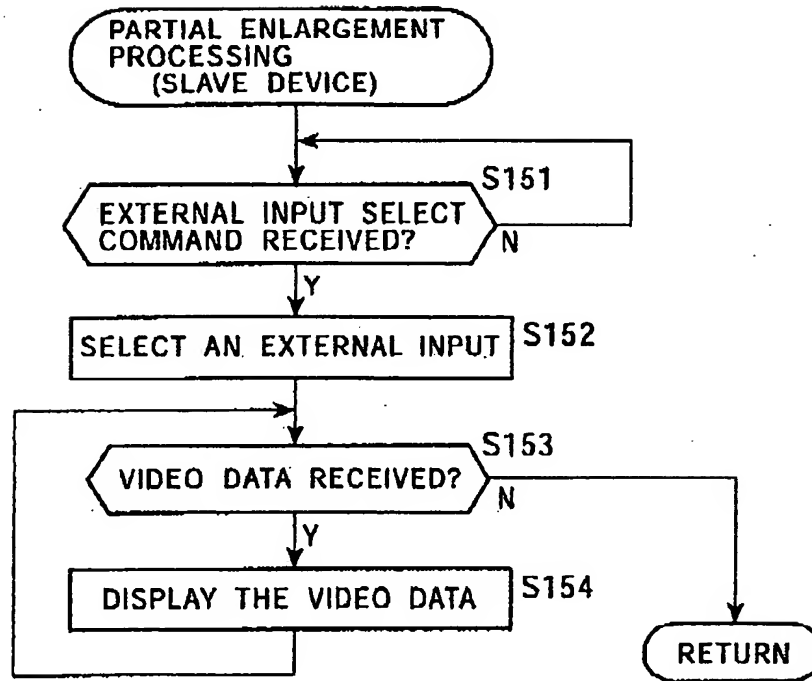 PARTIAL ENLARGEMENT
PROCESSING
(SLAVE DEVICE)
S151
EXTERNAL INPUT SELECT
COMMAND RECEIVED?
N
Y
SELECT AN EXTERNAL INPUT
S152
S153
VIDEO DATA RECEIVED?
N
Y
DISPLAY THE VIDEO DATA
S154
RETURN